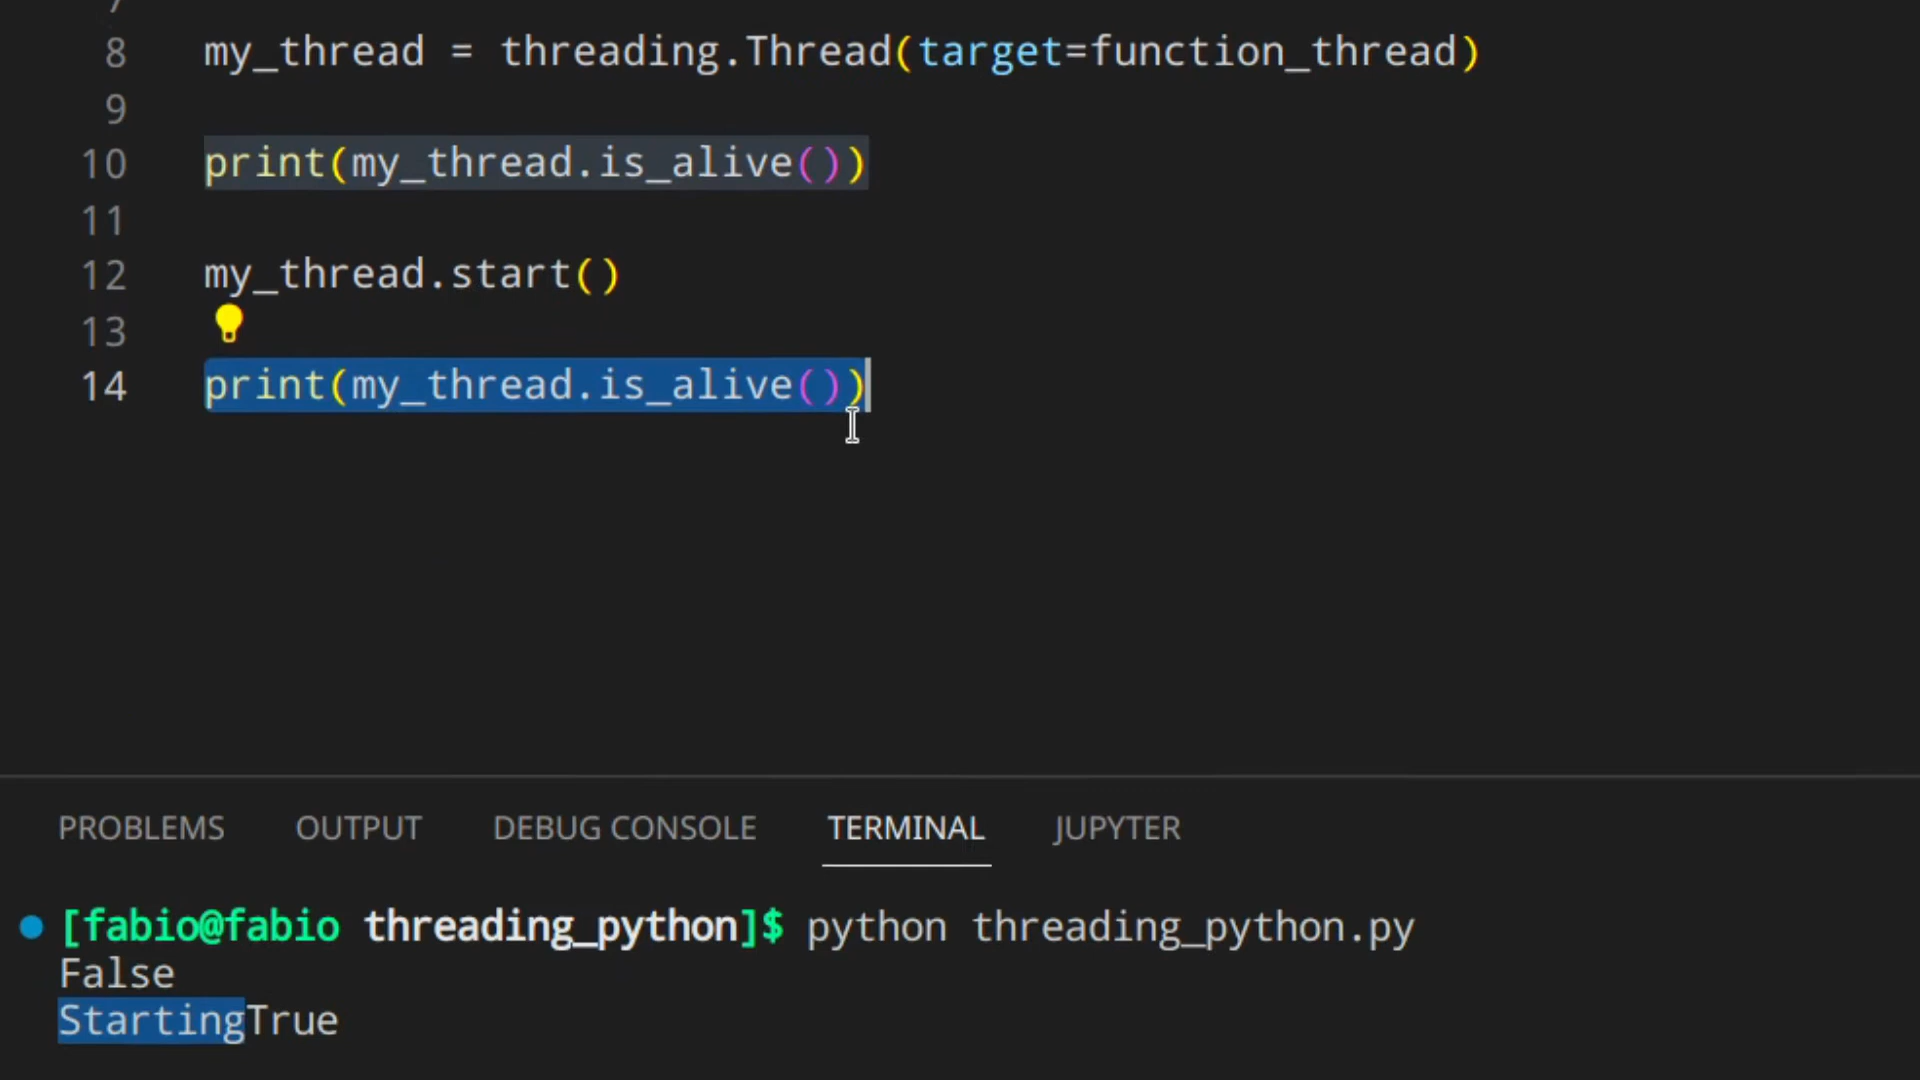 7
8 my_thread = threading.Thread(target=function_thread)
9
10 print(my_thread.is_alive())
11
12 my_thread.start()
13
14 print(my_thread.is_alive())
PROBLEMS OUTPUT DEBUG CONSOLE TERMINAL JUPYTER
[fabio@fabio threading_python]$ python threading_python.py
False
StartingTrue